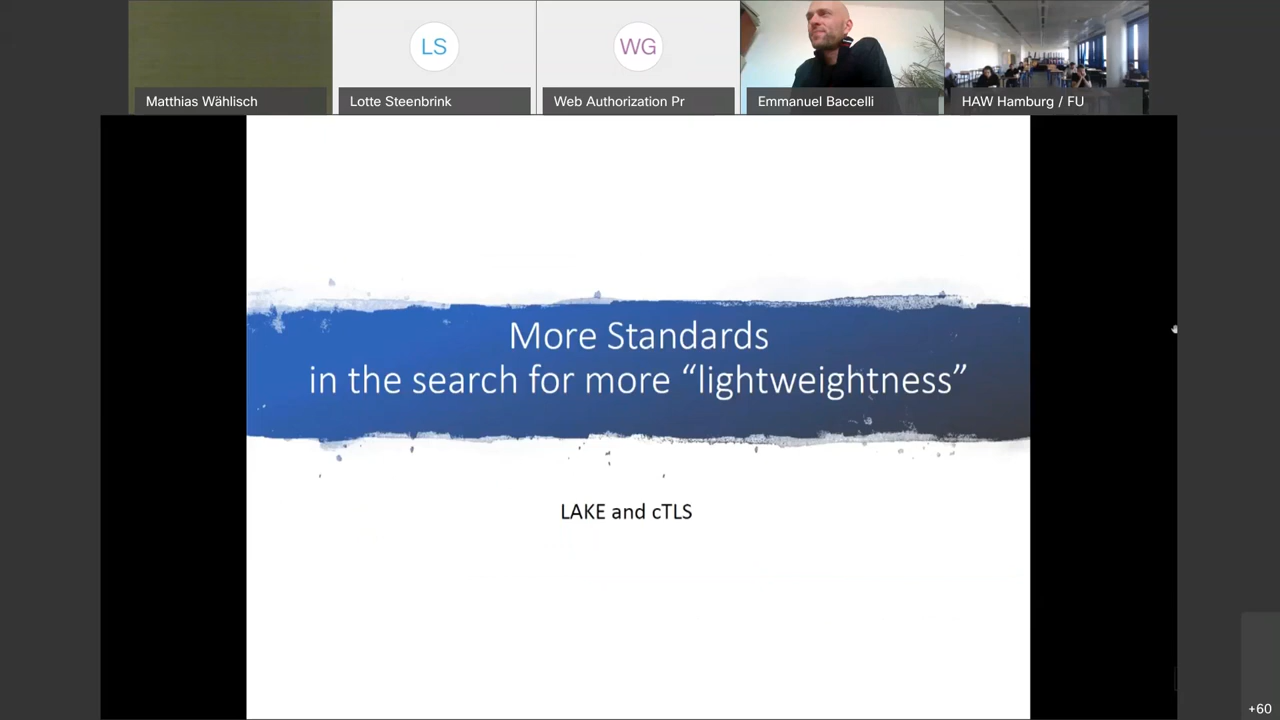 LS
WG
Matthias Wählisch
Lotte Steenbrink
Web Authorization Pr
Emmanuel Baccelli
HAW Hamburg / FU
More Standards
in the search for more “lightweightness”
LAKE and cTLS
+60